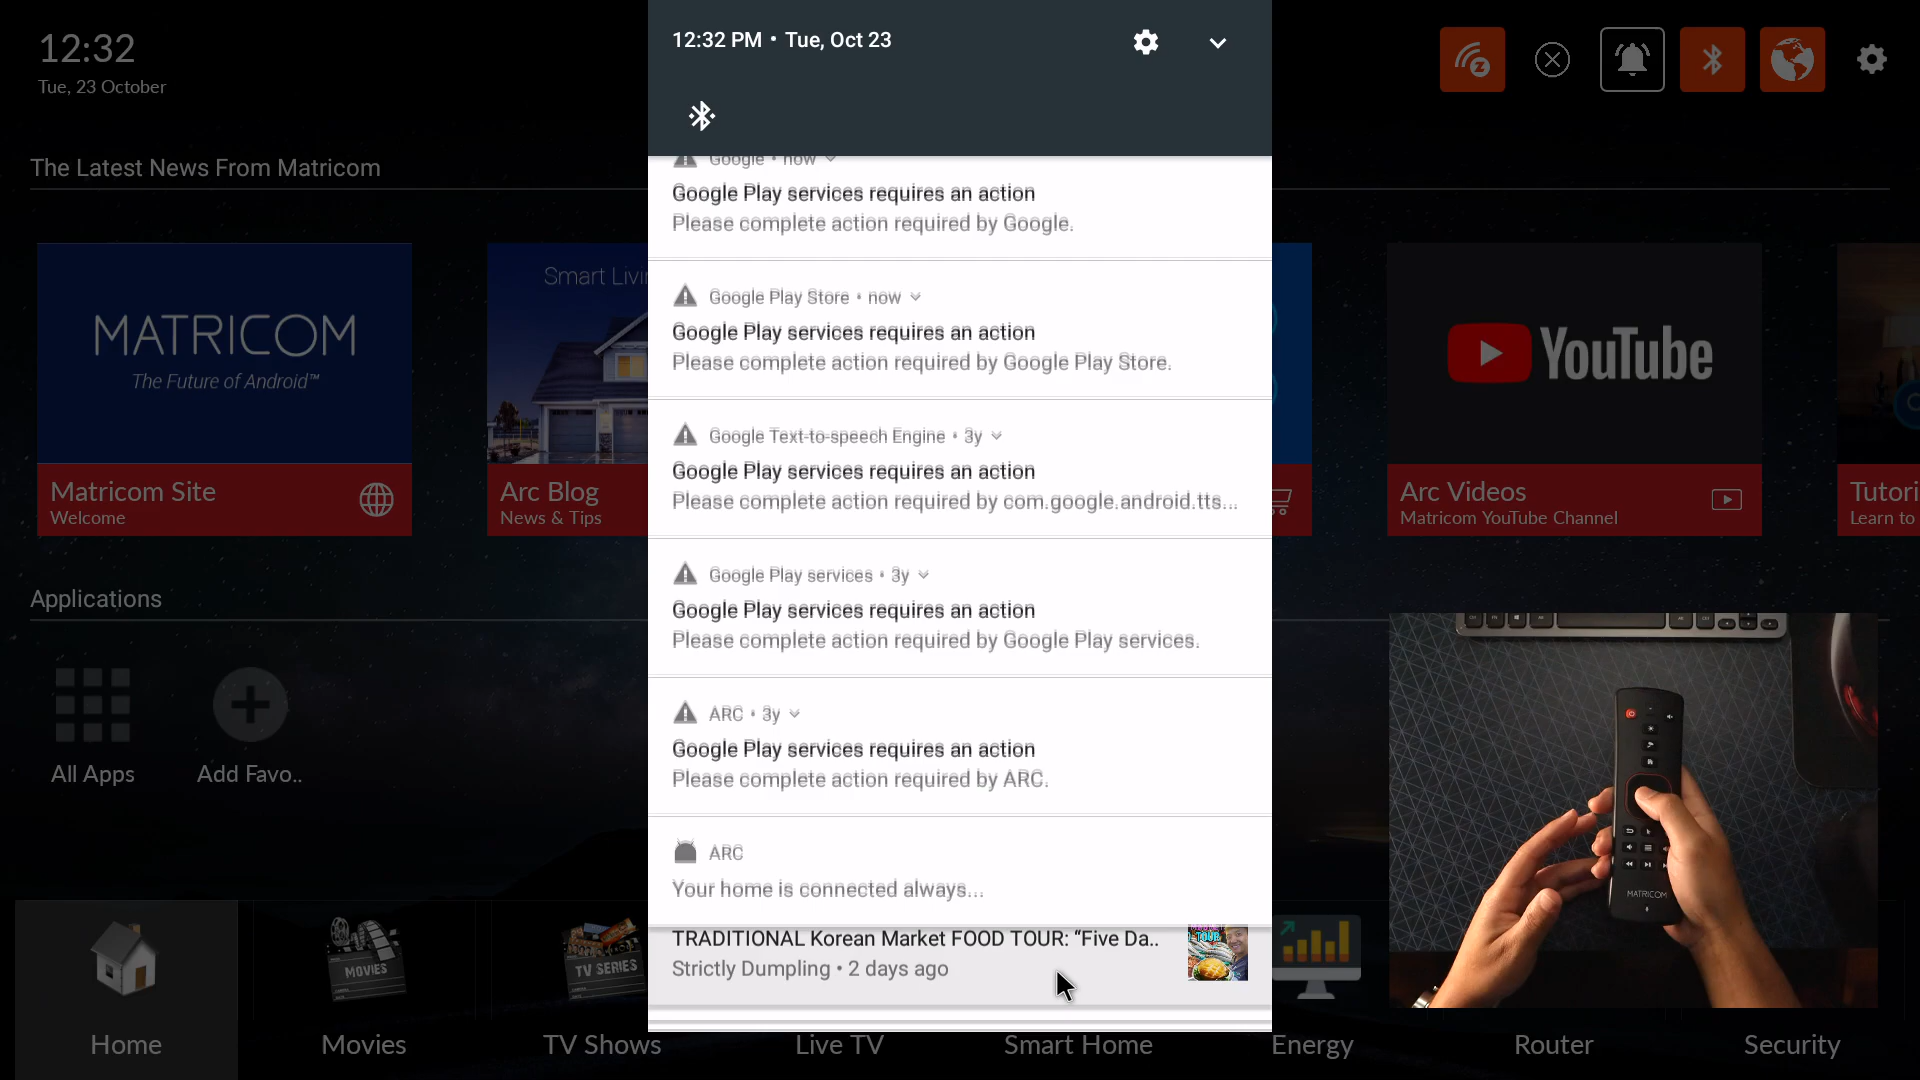 12:32
Tue, 23 October
12:32 PM • Tue, Oct 23
The Latest News From Matricom
MATRICOM
The Future of Android™
Matricom Site
Welcome
Smart Livi
Arc Blog
News & Tips
YouTube
Arc Videos
Matricom YouTube Channel
Tutori
Learn to
Google • now
Google Play services requires an action
Please complete action required by Google.
Google Play Store • now
Google Play services requires an action
Please complete action required by Google Play Store.
Google Text-to-speech Engine • 3y
Google Play services requires an action
Please complete action required by com.google.android.tts...
Google Play services • 3y
Google Play services requires an action
Please complete action required by Google Play services.
ARC • 3y
Google Play services requires an action
Please complete action required by ARC.
ARC
Your home is connected always...
TRADITIONAL Korean Market FOOD TOUR: “Five Da..
Strictly Dumpling • 2 days ago
TOUR
Applications
All Apps
Add Favo..
MATRICOM
MOVIES
TV SERIES
Home
Movies
TV Shows
Live TV
Smart Home
Energy
Router
Security